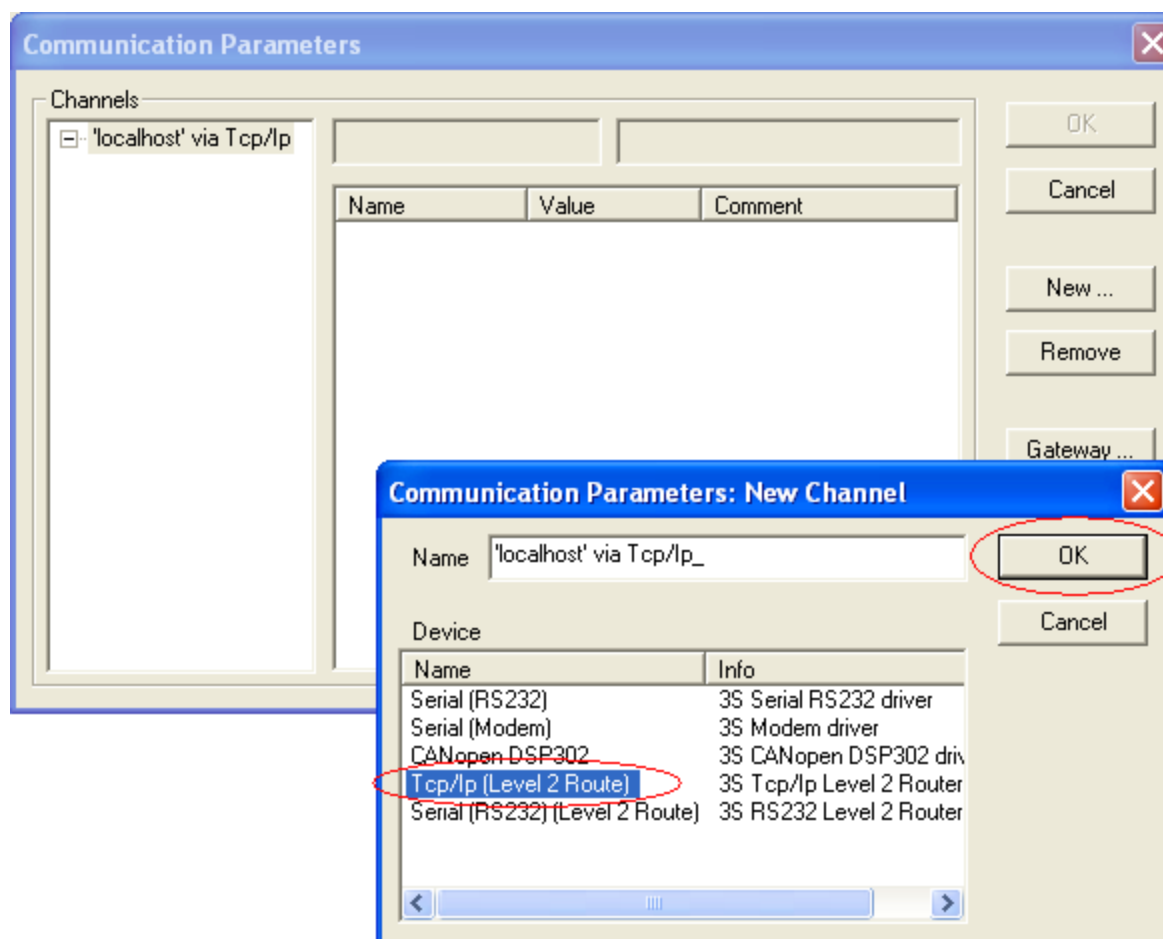 Communication Parameters
Channels
'localhost' via Tcp/Ip
OK
Name Value Comment
Cancel
New ...
Remove
Gateway ...
Communication Parameters: New Channel
Name 'localhost' via Tcp/Ip_
OK
Cancel
Device
Name Info
Serial (RS232) 3S Serial RS232 driver
Serial (Modem) 3S Modem driver
CANopen DSP302 3S CANopen DSP302 driv
Tcp/Ip (Level 2 Route) 3S Tcp/Ip Level 2 Router
Serial (RS232) (Level 2 Route) 3S RS232 Level 2 Router